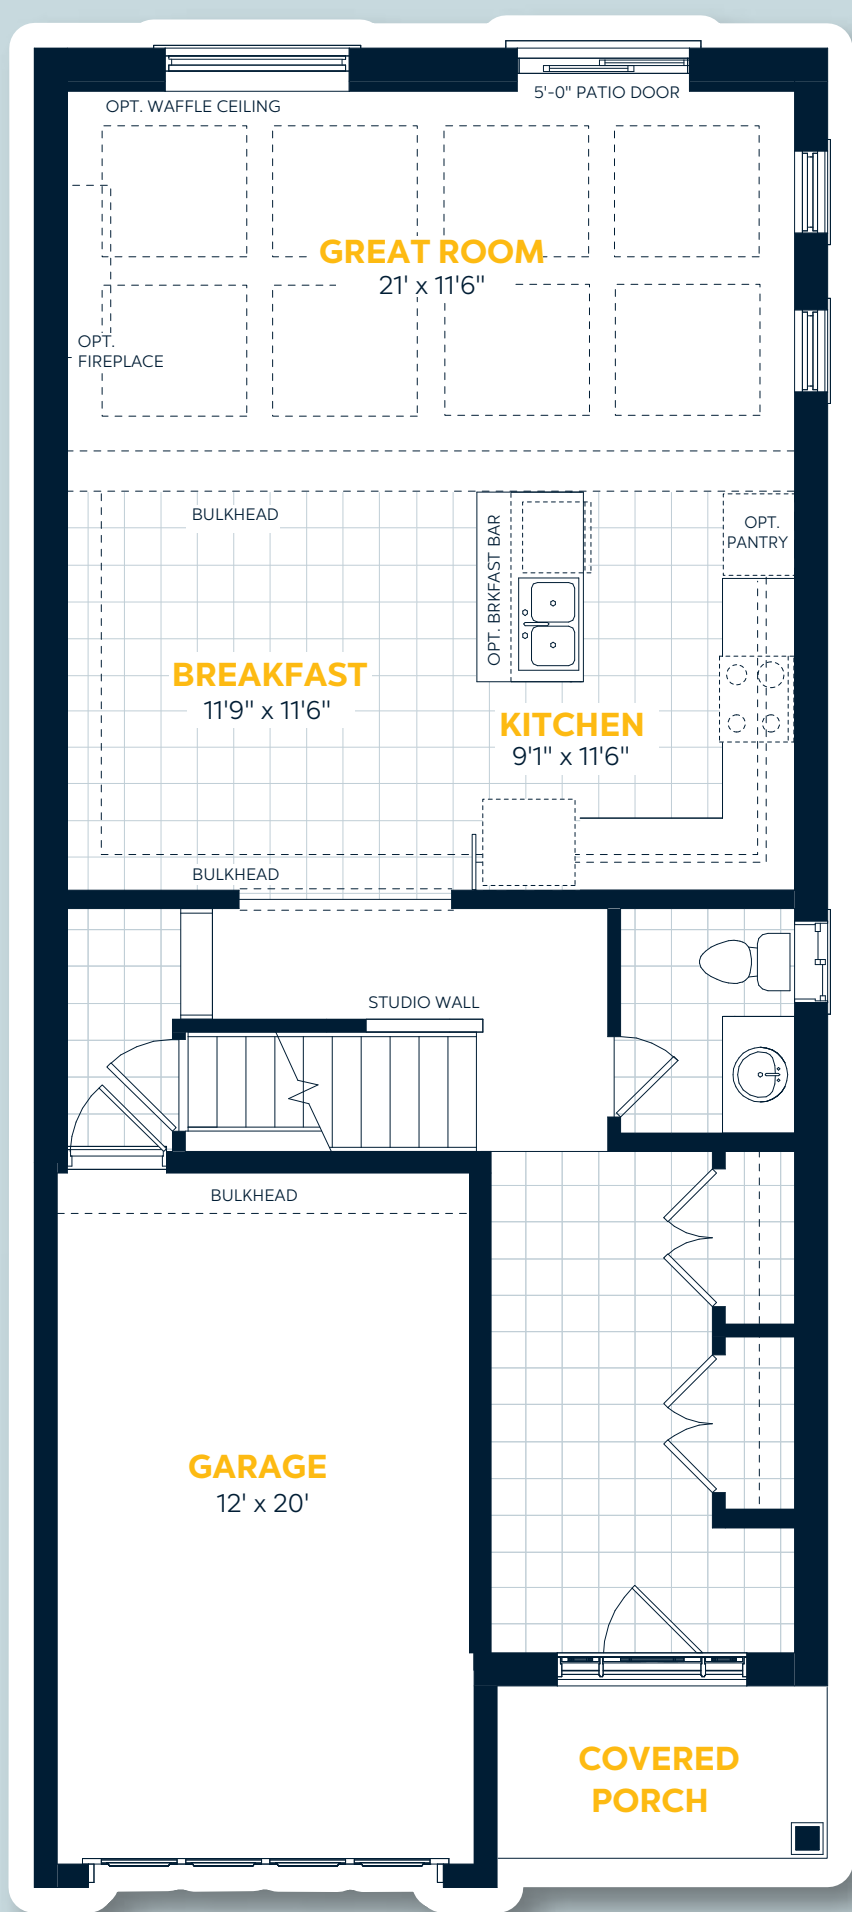 OPT. WAFFLE CEILING
5'-0" PATIO DOOR
GREAT ROOM
21' x 11'6"
OPT.
FIREPLACE
BULKHEAD
OPT. BRKFAST BAR
OPT.
PANTRY
BREAKFAST
11'9" x 11'6"
KITCHEN
9'1" x 11'6"
BULKHEAD
STUDIO WALL
BULKHEAD
GARAGE
12' x 20'
COVERED
PORCH